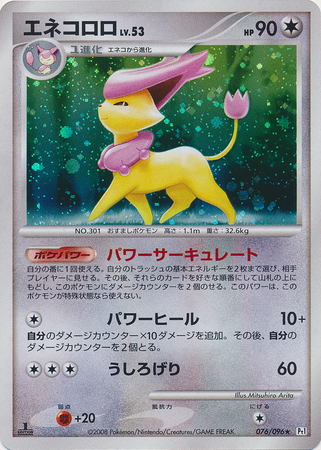 エネコロロ LV.53 HP 90
1進化 エネコから進化
NO.301 おすましポケモン 高さ：1.1m 重さ：32.6kg
ポケパワー パワーサーキュレート
自分の番に1回使える。自分のトラッシュの基本エネルギーを2枚まで選び、相手
プレイヤーに見せる。その後、それらのカードを好きな順番にして山札の上に
もどし、このポケモンにダメージカウンターを2個のせる。このパワーは、この
ポケモンが特殊状態なら使えない。
パワーヒール 10+
自分のダメージカウンター×10ダメージを追加。その後、自分の
ダメージカウンターを2個とる。
うしろげり 60
Illus. Mitsuhiro Arita
弱点 +20 抵抗力 にげる
1 EDITION ©2008 Pokémon/Nintendo/Creatures/GAME FREAK. 076/096★ Pt1